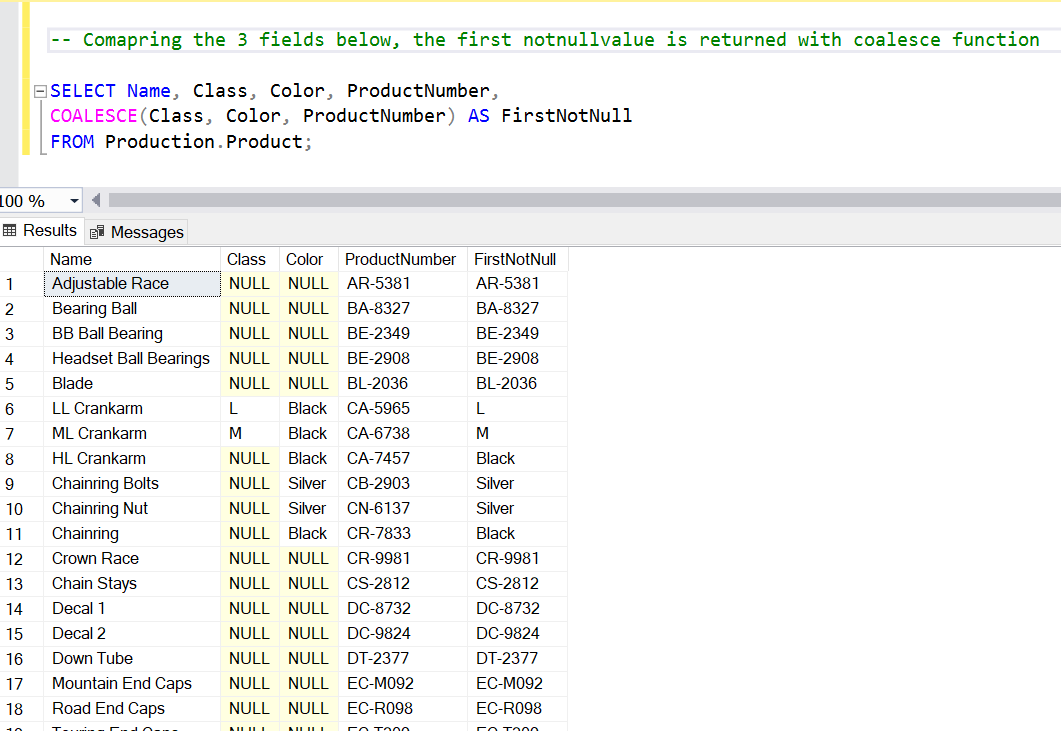 -- Comapring the 3 fields below, the first notnullvalue is returned with coalesce function
SELECT Name, Class, Color, ProductNumber,
COALESCE(Class, Color, ProductNumber) AS FirstNotNull
FROM Production.Product;
100 %
Results Messages
Name Class Color ProductNumber FirstNotNull
1 Adjustable Race NULL NULL AR-5381 AR-5381
2 Bearing Ball NULL NULL BA-8327 BA-8327
3 BB Ball Bearing NULL NULL BE-2349 BE-2349
4 Headset Ball Bearings NULL NULL BE-2908 BE-2908
5 Blade NULL NULL BL-2036 BL-2036
6 LL Crankarm L Black CA-5965 L
7 ML Crankarm M Black CA-6738 M
8 HL Crankarm NULL Black CA-7457 Black
9 Chainring Bolts NULL Silver CB-2903 Silver
10 Chainring Nut NULL Silver CN-6137 Silver
11 Chainring NULL Black CR-7833 Black
12 Crown Race NULL NULL CR-9981 CR-9981
13 Chain Stays NULL NULL CS-2812 CS-2812
14 Decal 1 NULL NULL DC-8732 DC-8732
15 Decal 2 NULL NULL DC-9824 DC-9824
16 Down Tube NULL NULL DT-2377 DT-2377
17 Mountain End Caps NULL NULL EC-M092 EC-M092
18 Road End Caps NULL NULL EC-R098 EC-R098